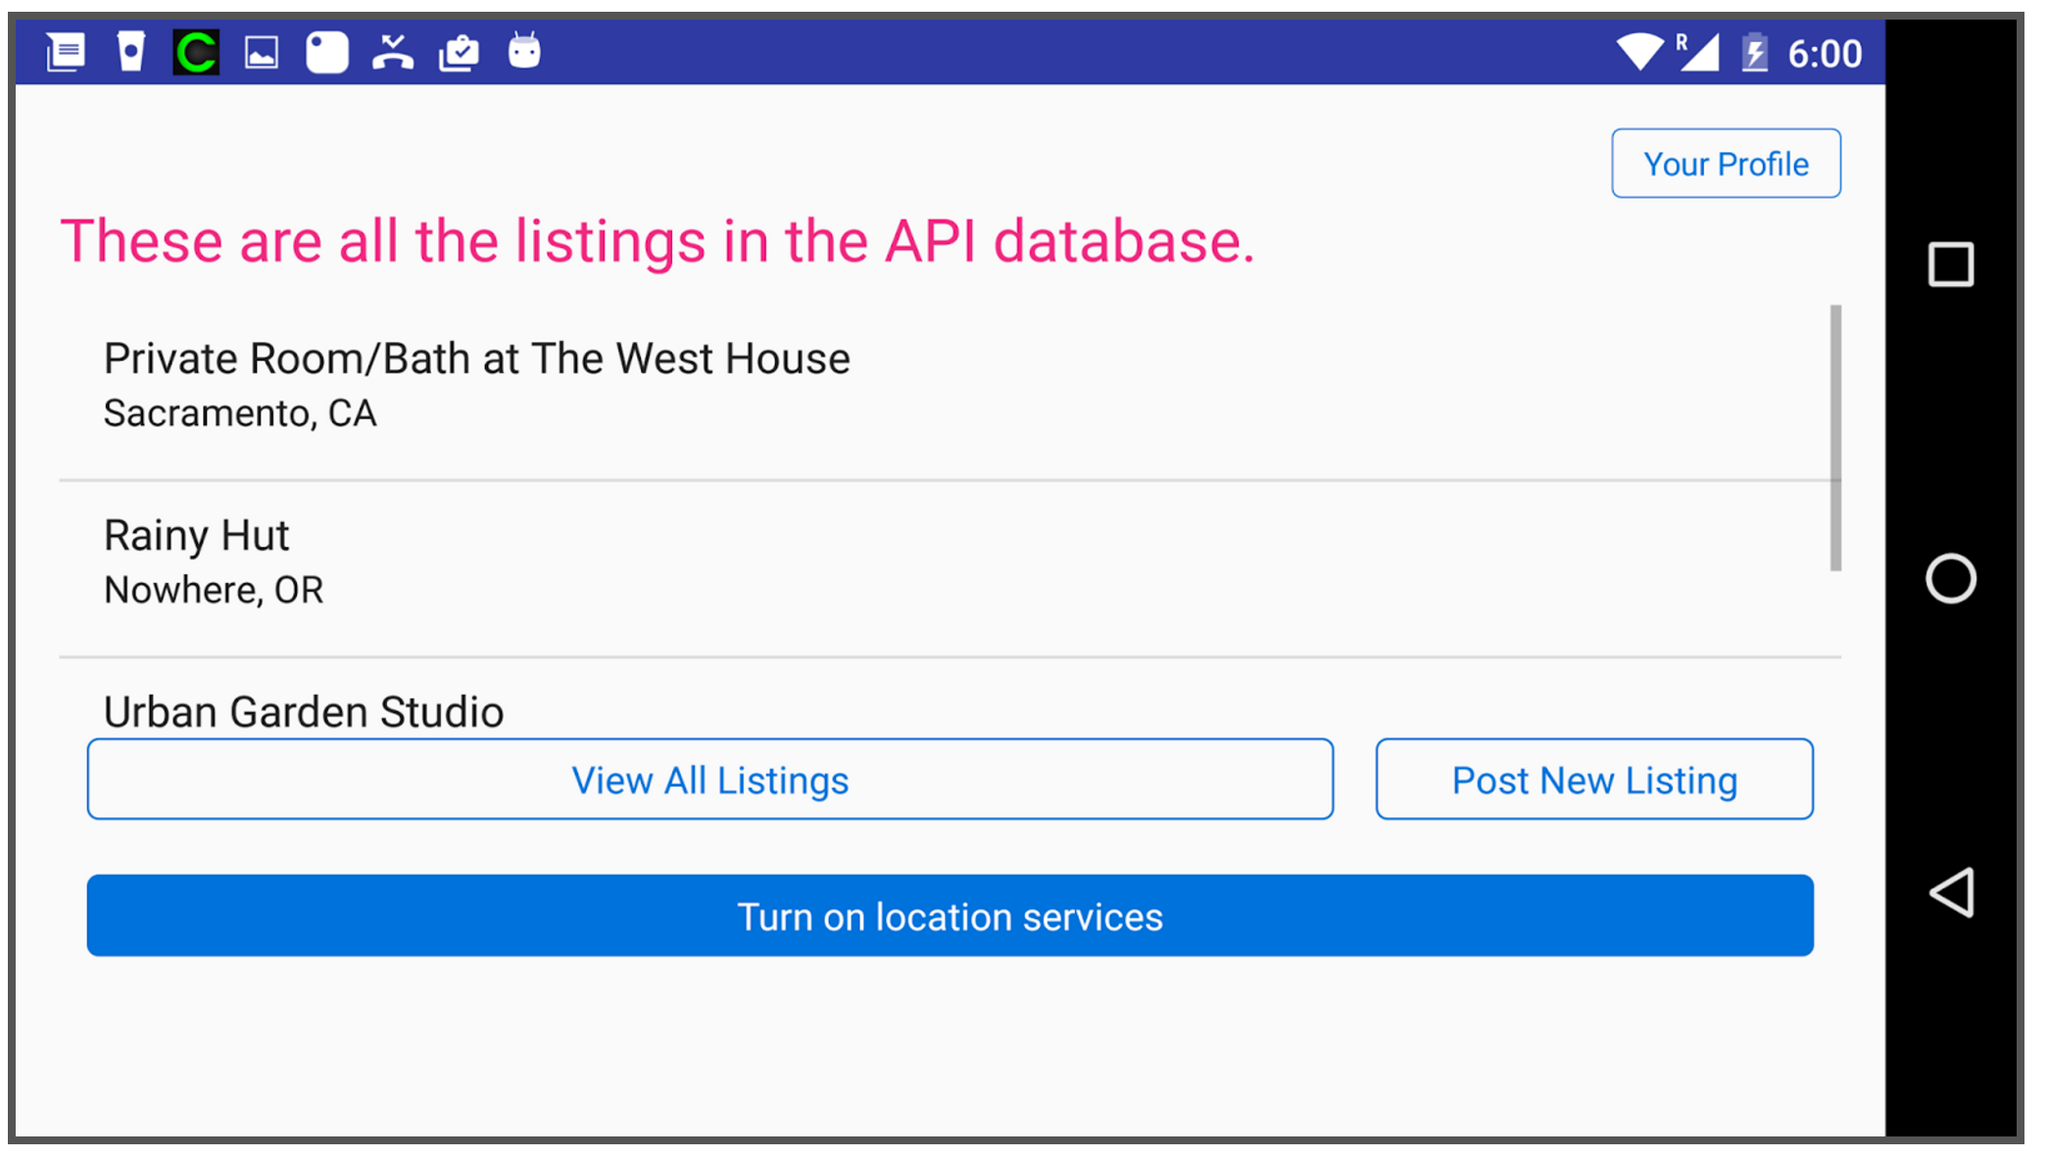 R 6:00
Your Profile
These are all the listings in the API database.
Private Room/Bath at The West House
Sacramento, CA
Rainy Hut
Nowhere, OR
Urban Garden Studio
View All Listings
Post New Listing
Turn on location services